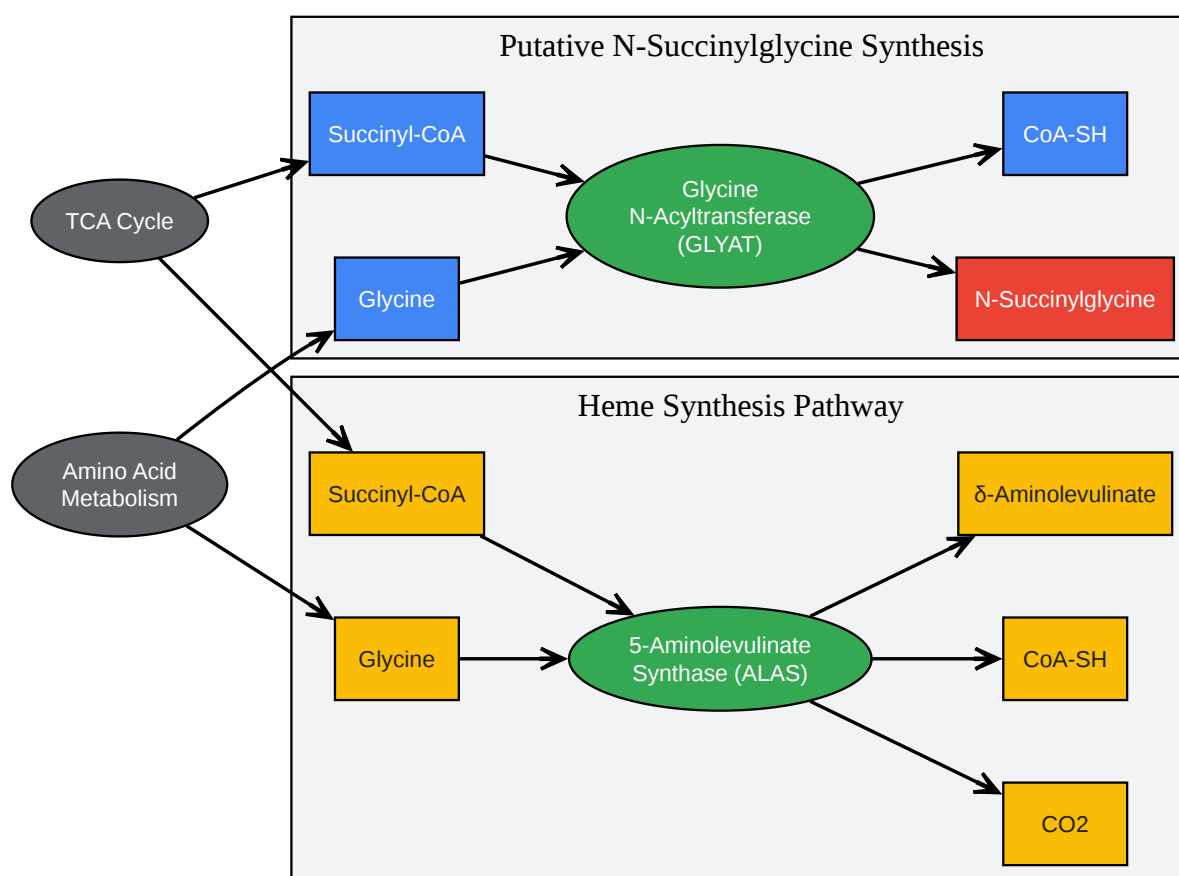 Putative N-Succinylglycine Synthesis
Succinyl-CoA
CoA-SH
Glycine
N-Acyltransferase
(GLYAT)
TCA Cycle
Glycine
N-Succinylglycine
Heme Synthesis Pathway
Amino Acid
Metabolism
Succinyl-CoA
δ-Aminolevulinate
Glycine
5-Aminolevulinate
Synthase (ALAS)
CoA-SH
CO2